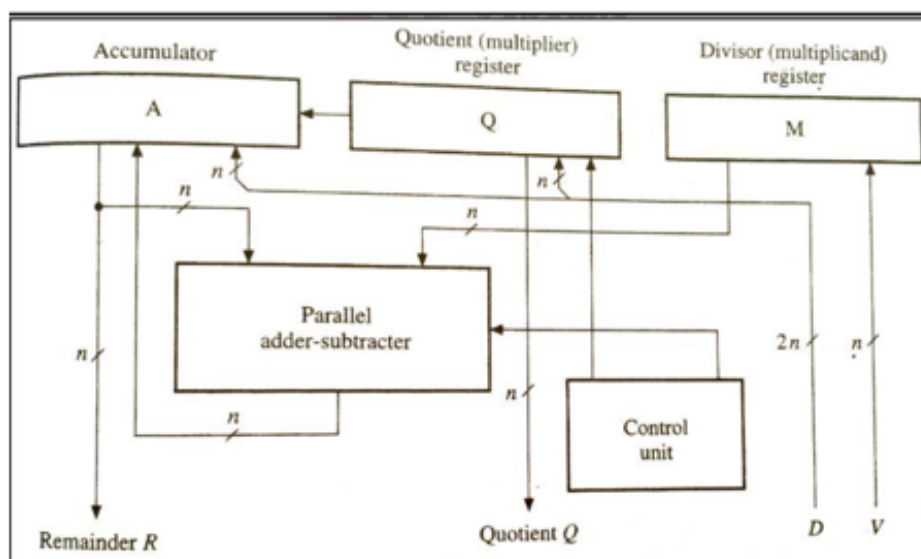 Accumulator
Quotient (multiplier)
register
Divisor (multiplicand)
register
A
Q
M
n
n
n
n
Parallel
adder-subtracter
n
n
n
2n
n
Control
unit
Remainder R
Quotient Q
D
V